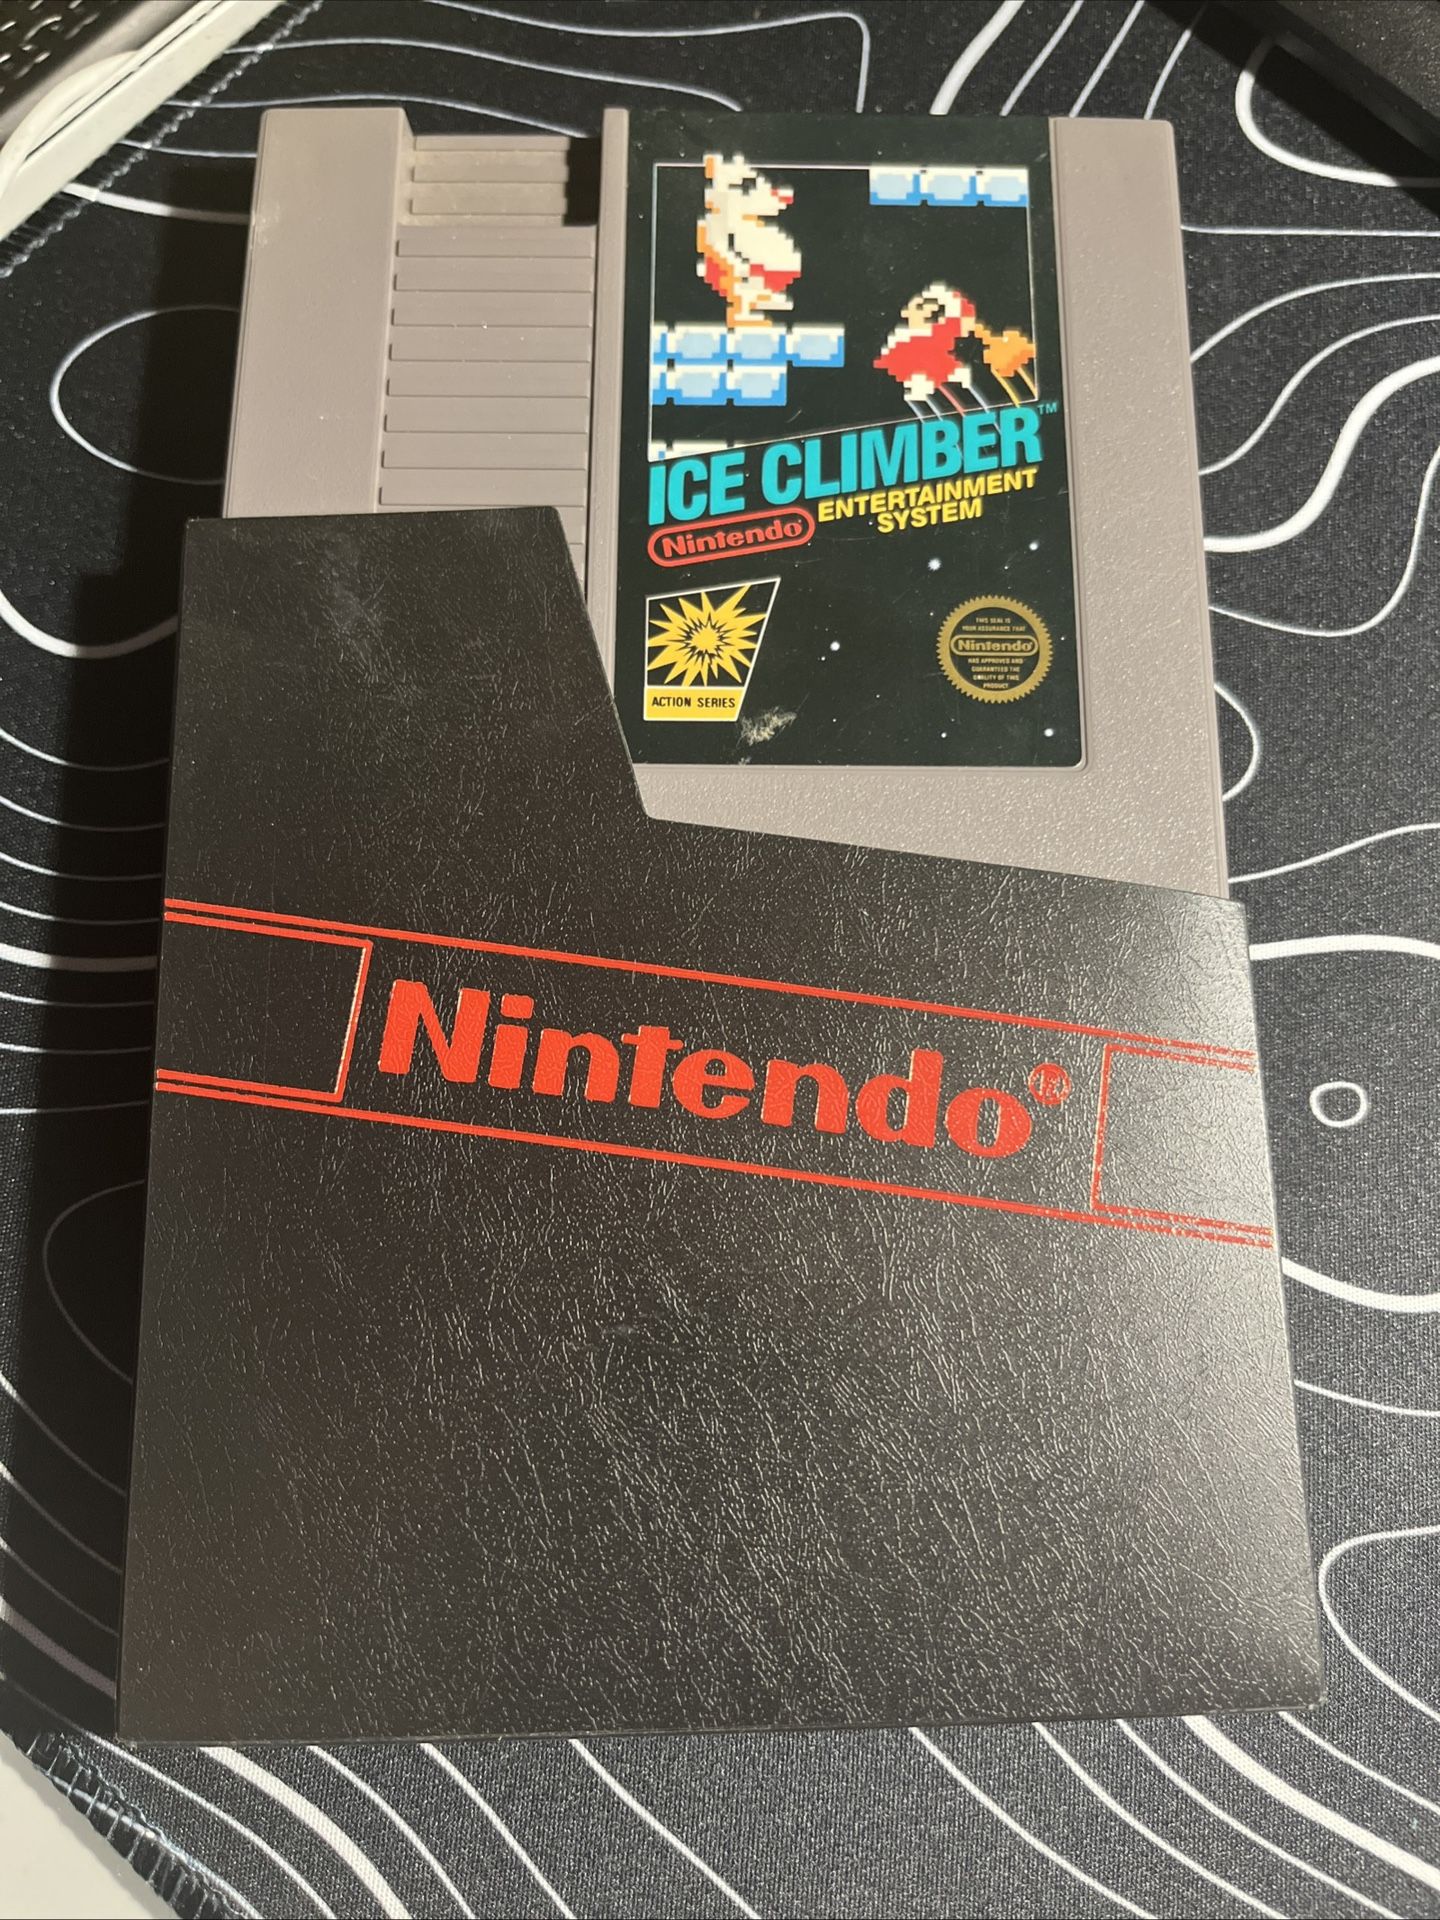 ICE CLIMBER™
Nintendo®
ENTERTAINMENT
SYSTEM
ACTION SERIES
THIS SEAL IS
YOUR ASSURANCE THAT
Nintendo®
HAS APPROVED AND
GUARANTEED THE
QUALITY OF THIS
PRODUCT
Nintendo®